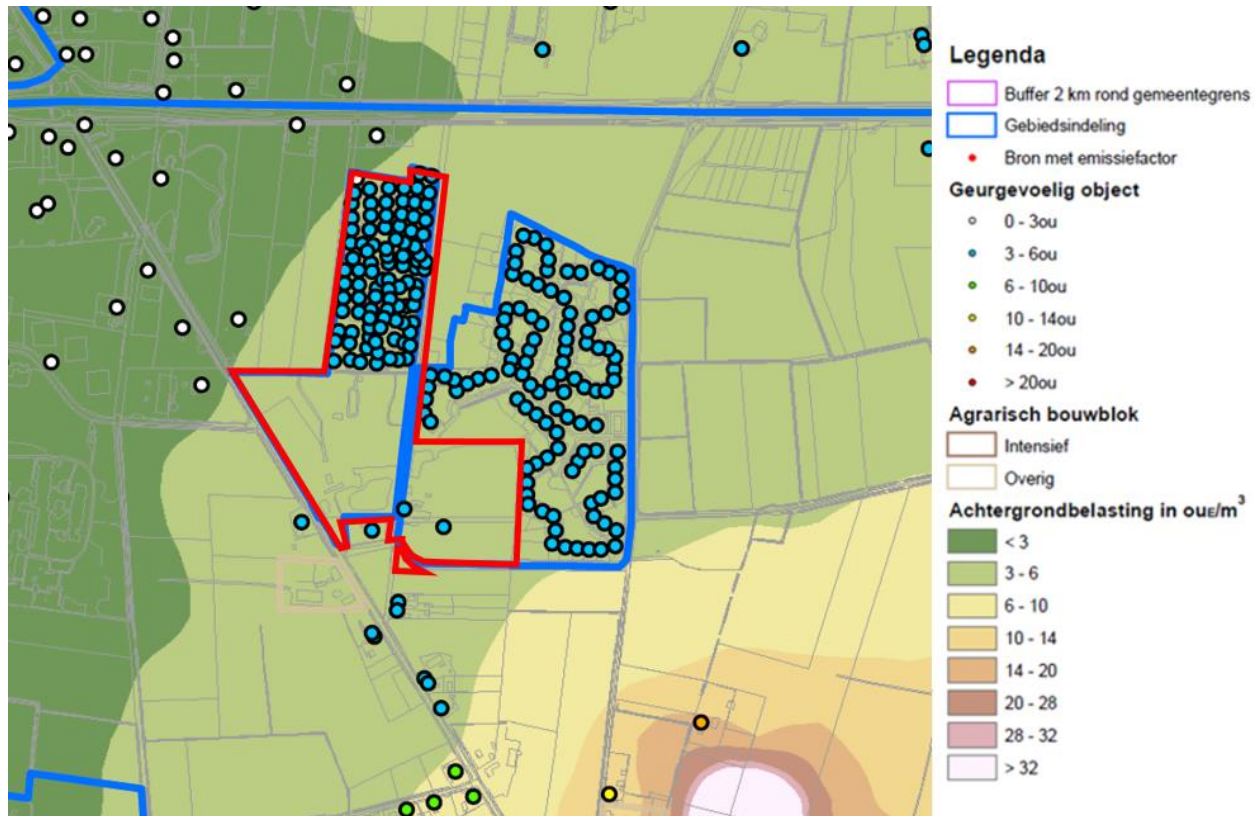 Legenda
Buffer 2 km rond gemeentegrens
Gebiedsindeling
Bron met emissiefactor
Geurgevoelig object
0 - 3ou
3 - 6ou
6 - 10ou
10 - 14ou
14 - 20ou
> 20ou
Agrarisch bouwblok
Intensief
Overig
Achtergrondbelasting in ouᴇ/m³
< 3
3 - 6
6 - 10
10 - 14
14 - 20
20 - 28
28 - 32
> 32